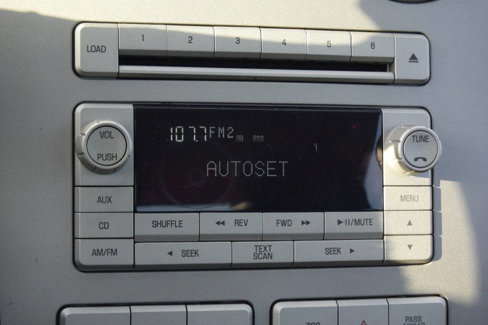 LOAD 1 2 3 4 5 6
VOL 107.7 FM2 RDS TUNE
PUSH
AUTOSET
AUX MENU
CD SHUFFLE ◄◄ REV FWD ►► ►II/MUTE ▲
AM/FM ◄ SEEK TEXT SCAN SEEK ► ▼
PASS